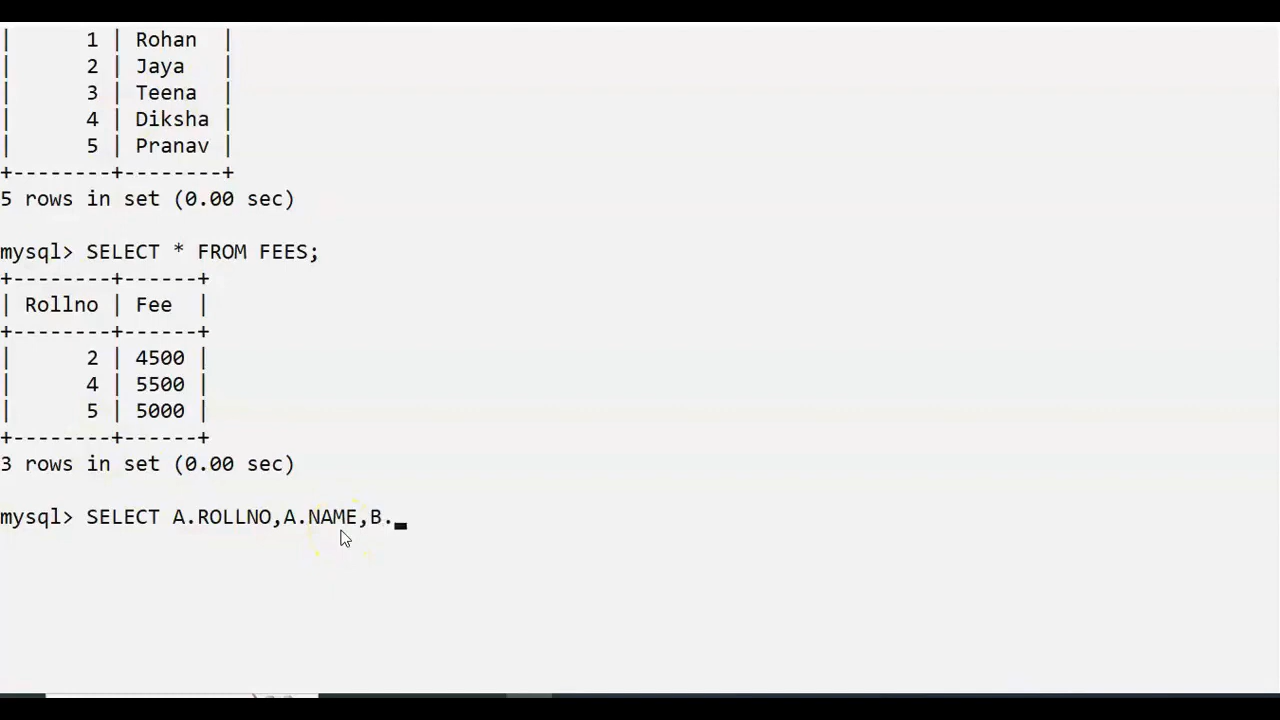 |      1 | Rohan  |
|      2 | Jaya   |
|      3 | Teena  |
|      4 | Diksha |
|      5 | Pranav |
+--------+--------+
5 rows in set (0.00 sec)
mysql> SELECT * FROM FEES;
+--------+------+
| Rollno | Fee  |
+--------+------+
|      2 | 4500 |
|      4 | 5500 |
|      5 | 5000 |
+--------+------+
3 rows in set (0.00 sec)
mysql> SELECT A.ROLLNO,A.NAME,B.